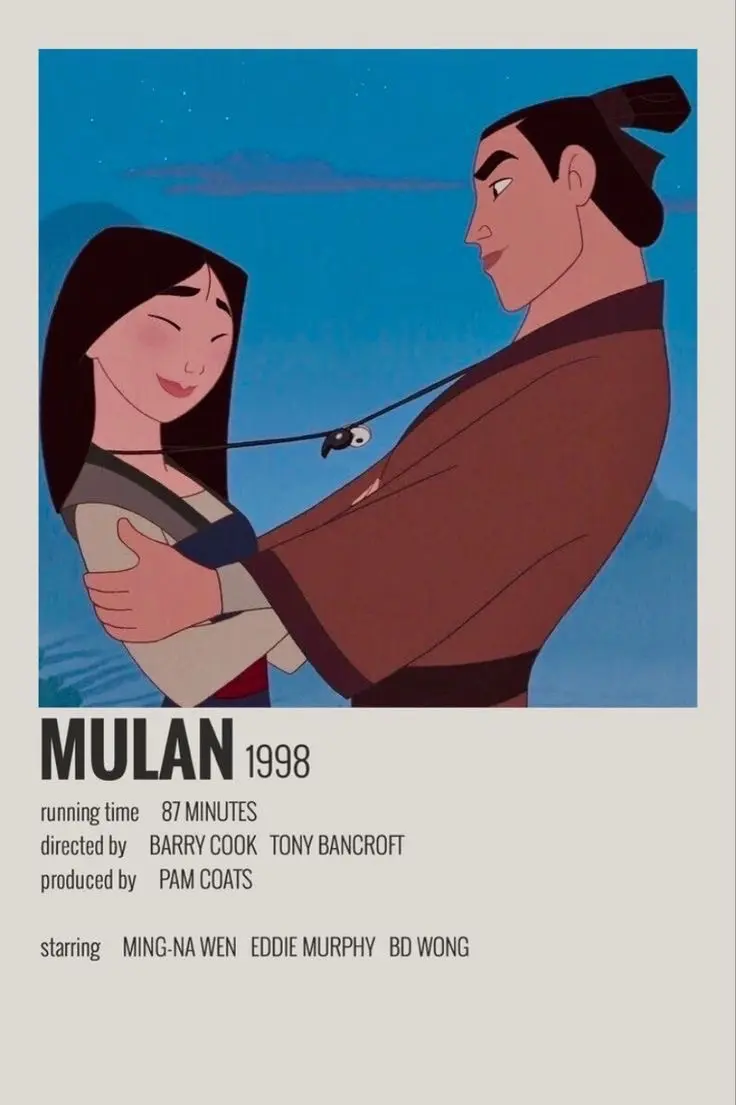 MULAN 1998
running time 87 MINUTES
directed by BARRY COOK TONY BANCROFT
produced by PAM COATS
starring MING-NA WEN EDDIE MURPHY BD WONG